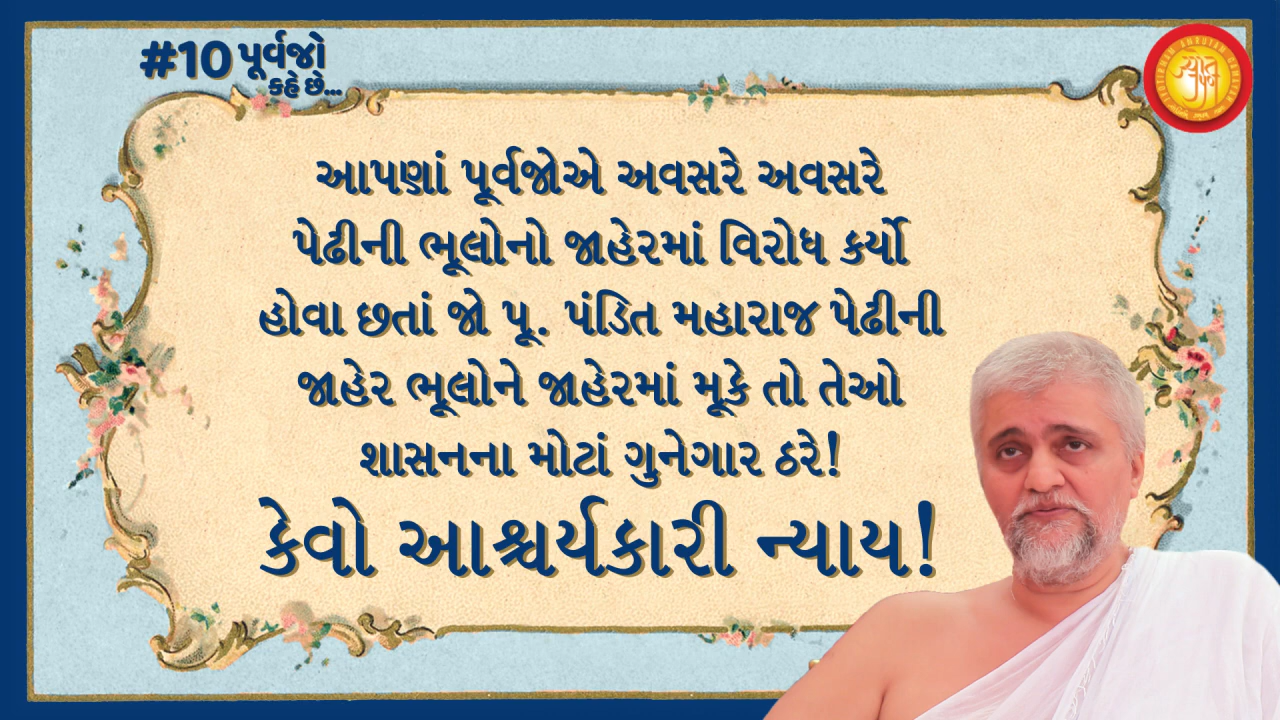 #10 પૂર્વજો
કહે છે...
આપણાં પૂર્વજોએ અવસરે અવસરે
પેઢીની ભૂલોનો જાહેરમાં વિરોધ કર્યો
હોવા છતાં જો પૂ. પંડિત મહારાજ પેઢીની
જાહેર ભૂલોને જાહેરમાં મૂકે તો તેઓ
શાસનના મોટાં ગુનેગાર ઠરે!
કેવો આશ્ચર્યકારી ન્યાય!